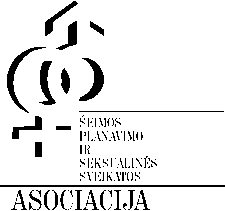 ŠEIMOS
PLANAVIMO
IR
SEKSUALINĖS
SVEIKATOS
ASOCIACIJA